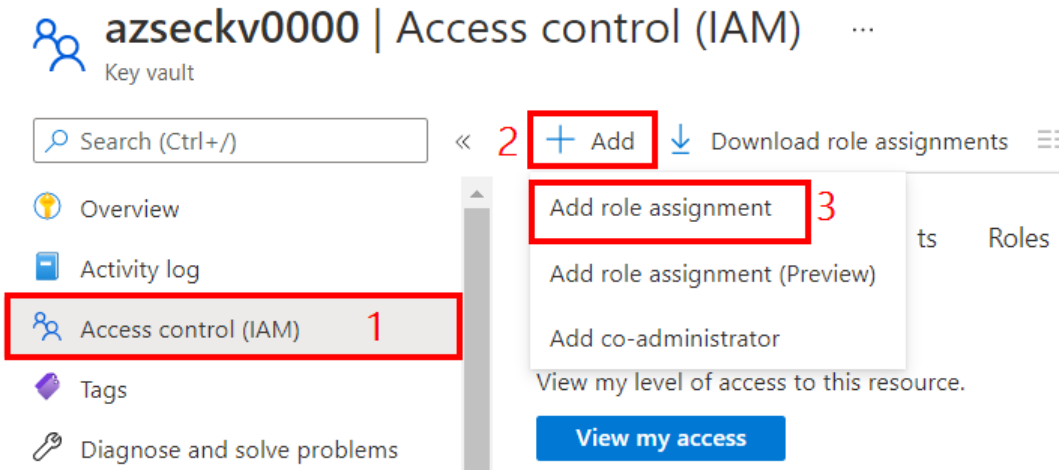 azseckv0000 | Access control (IAM) ...
Key vault
Search (Ctrl+/)
«
2
+ Add
Download role assignments
Overview
Activity log
1
Access control (IAM)
Tags
Diagnose and solve problems
Add role assignment
3
Add role assignment (Preview)
Add co-administrator
ts
Roles
View my level of access to this resource.
View my access